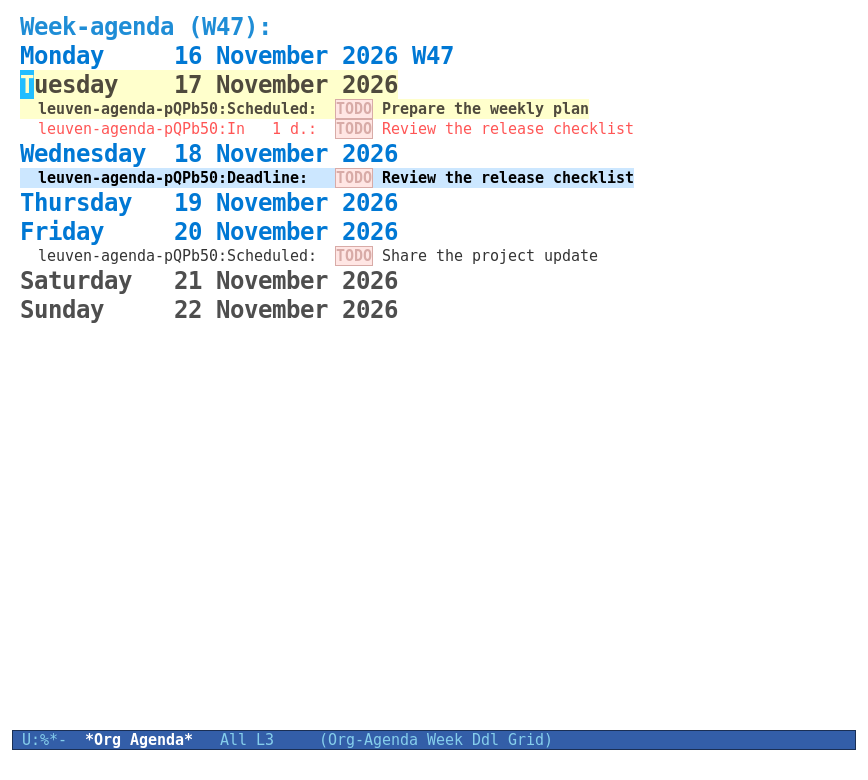 Week-agenda (W47):
Monday     16 November 2026 W47
Tuesday    17 November 2026
  leuven-agenda-pQPb50:Scheduled:  TODO Prepare the weekly plan
  leuven-agenda-pQPb50:In   1 d.:  TODO Review the release checklist
Wednesday  18 November 2026
  leuven-agenda-pQPb50:Deadline:   TODO Review the release checklist
Thursday   19 November 2026
Friday     20 November 2026
  leuven-agenda-pQPb50:Scheduled:  TODO Share the project update
Saturday   21 November 2026
Sunday     22 November 2026
U:%*-  *Org Agenda*   All L3     (Org-Agenda Week Ddl Grid)